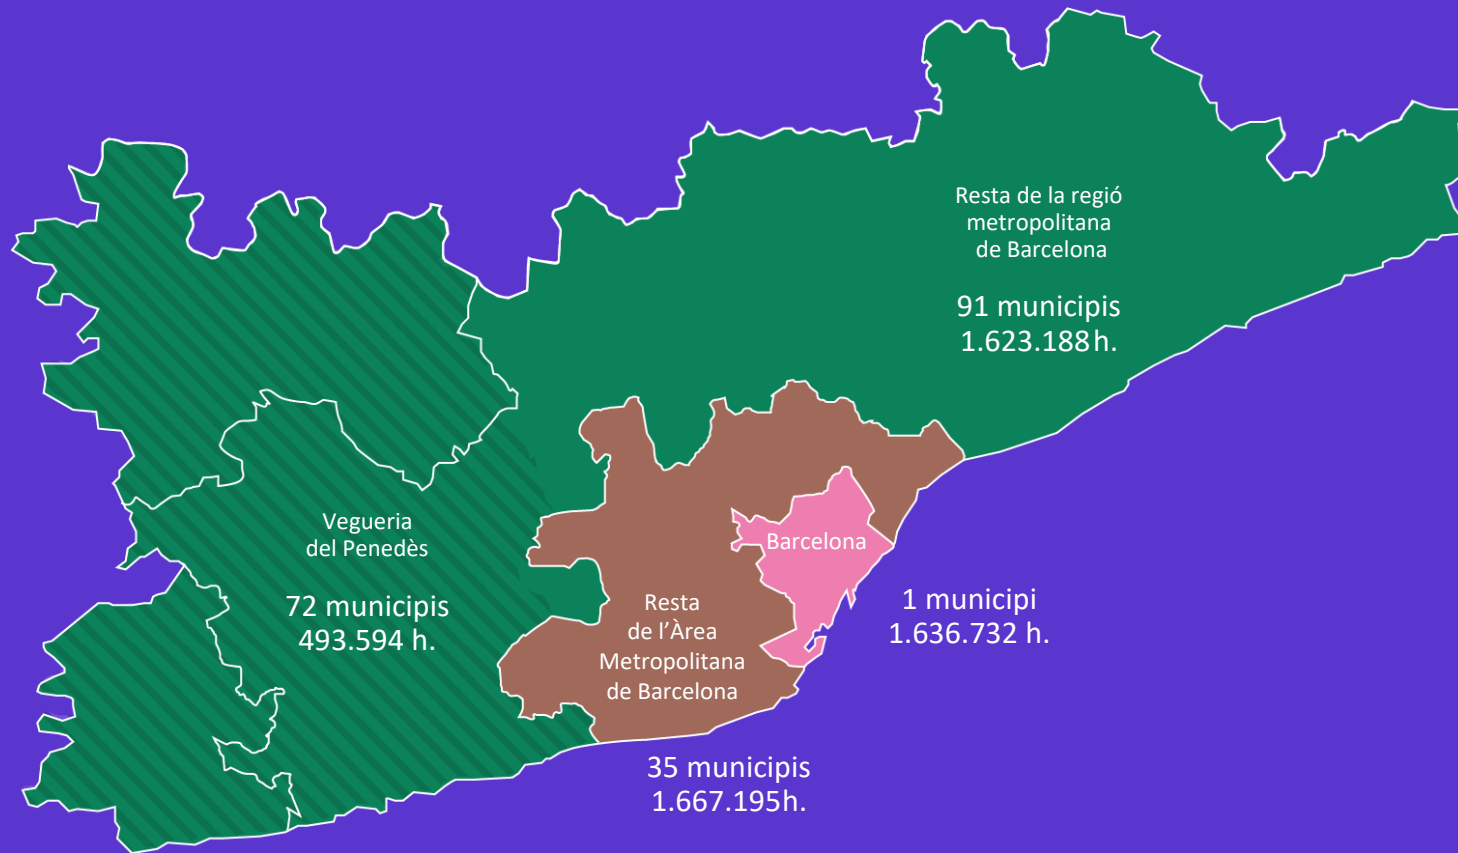 Resta de la regió
metropolitana
de Barcelona
91 municipis
1.623.188 h.
Vegueria
del Penedès
72 municipis
493.594 h.
Barcelona
1 municipi
1.636.732 h.
Resta
de l’Àrea
Metropolitana
de Barcelona
35 municipis
1.667.195h.